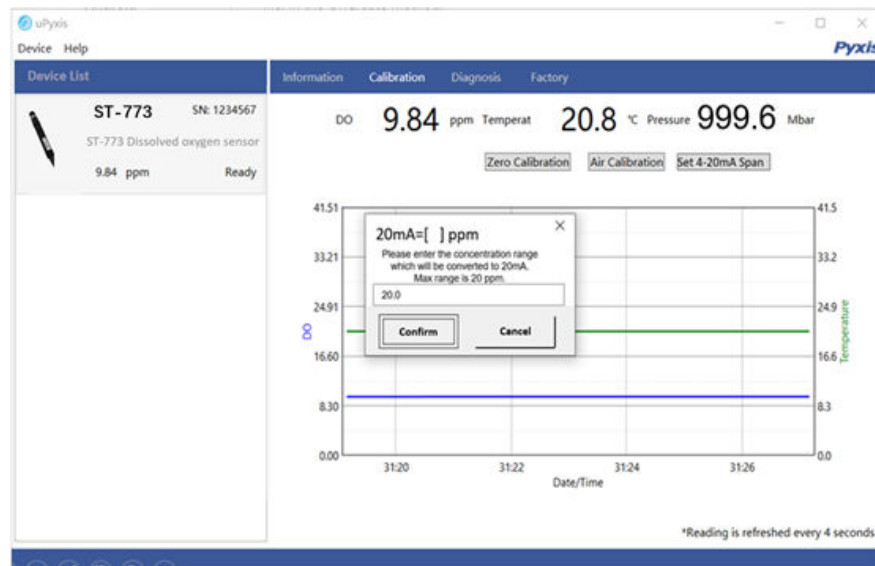 uPyxis
Device Help
Pyxis
Device List
Information Calibration Diagnosis Factory
ST-773 SN: 1234567
ST-773 Dissolved oxygen sensor
9.84 ppm Ready
DO 9.84 ppm Temperat 20.8 °C Pressure 999.6 Mbar
Zero Calibration Air Calibration Set 4-20mA Span
41.51 41.5
33.21 33.2
24.91 24.9
16.60 16.6
8.30 8.3
0.00 0.0
DO
Temperature
20mA=[ ] ppm
Please enter the concentration range
which will be converted to 20mA.
Max range is 20 ppm.
20.0
Confirm Cancel
31:20 31:22 31:24 31:26
Date/Time
*Reading is refreshed every 4 seconds